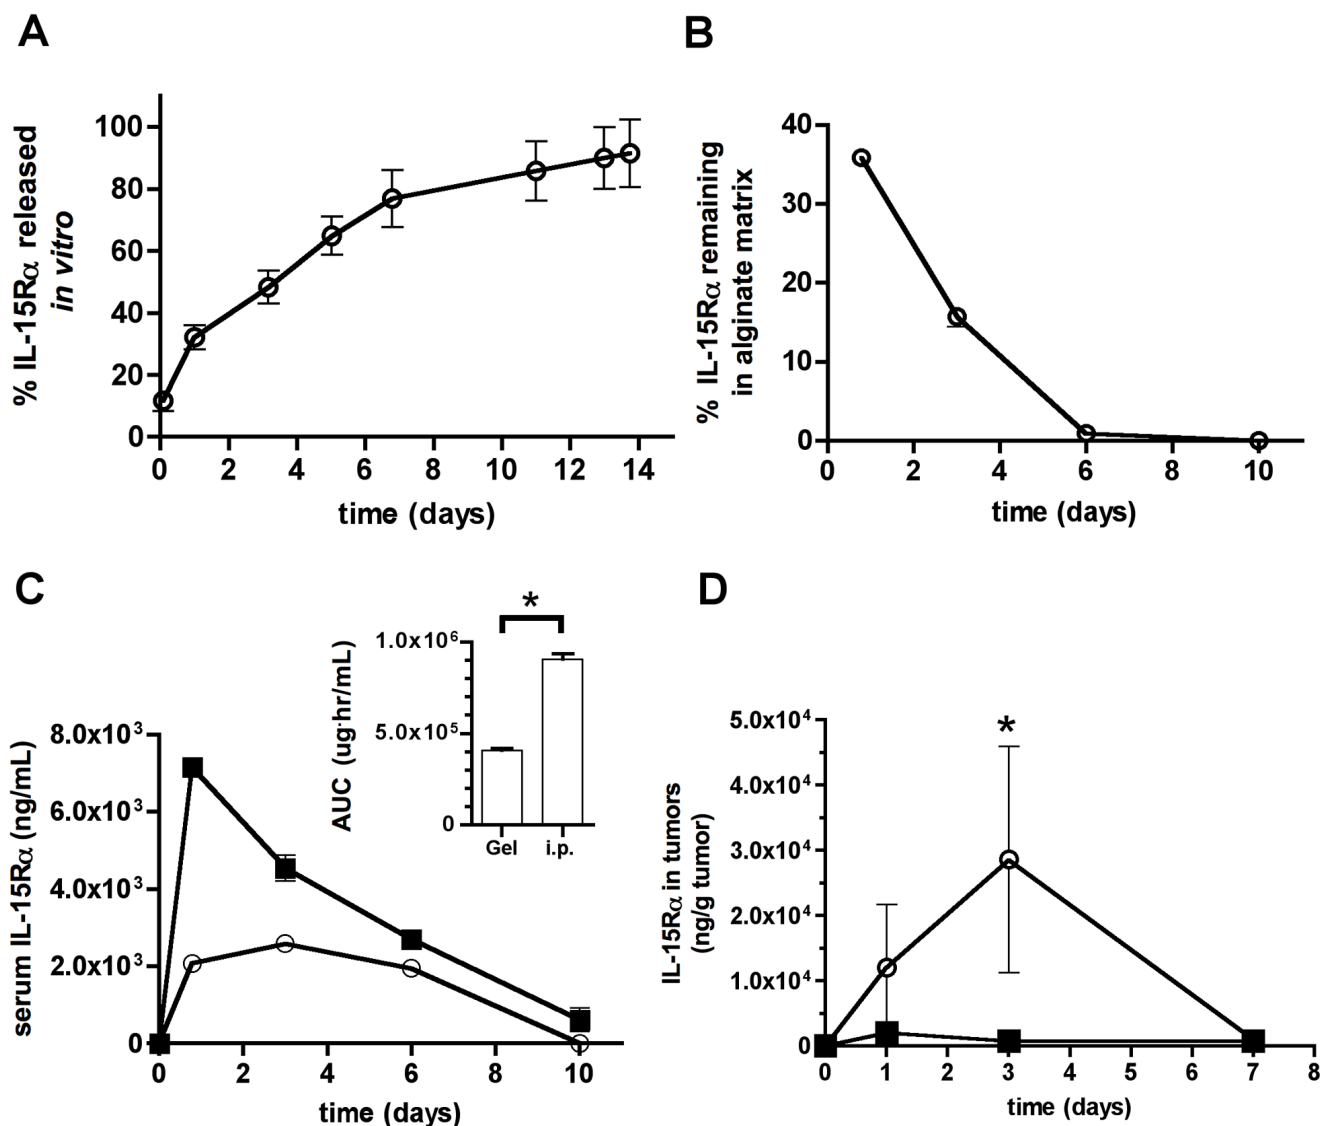 A
% IL-15Rα released
in vitro
100
80
60
40
20
0
0 2 4 6 8 10 12 14
time (days)
B
% IL-15Rα remaining
in alginate matrix
40
30
20
10
0
0 2 4 6 8 10
time (days)
C
serum IL-15Rα (ng/mL)
8.0x10³
6.0x10³
4.0x10³
2.0x10³
0
0 2 4 6 8 10
time (days)
*
AUC (ug·hr/mL)
1.0x10⁶
5.0x10⁵
0
Gel i.p.
D
IL-15Rα in tumors
(ng/g tumor)
5.0x10⁴
4.0x10⁴
3.0x10⁴
2.0x10⁴
1.0x10⁴
0
*
0 1 2 3 4 5 6 7 8
time (days)